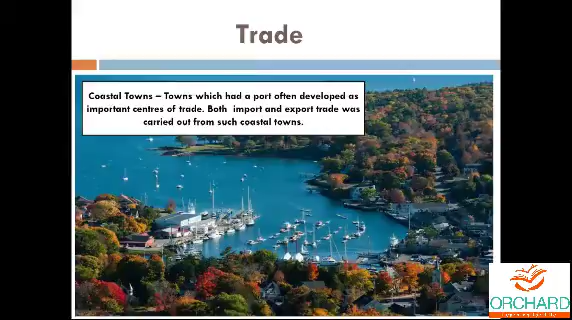 Trade
Coastal Towns – Towns which had a port often developed as
important centres of trade. Both import and export trade was
carried out from such coastal towns.
ORCHARD